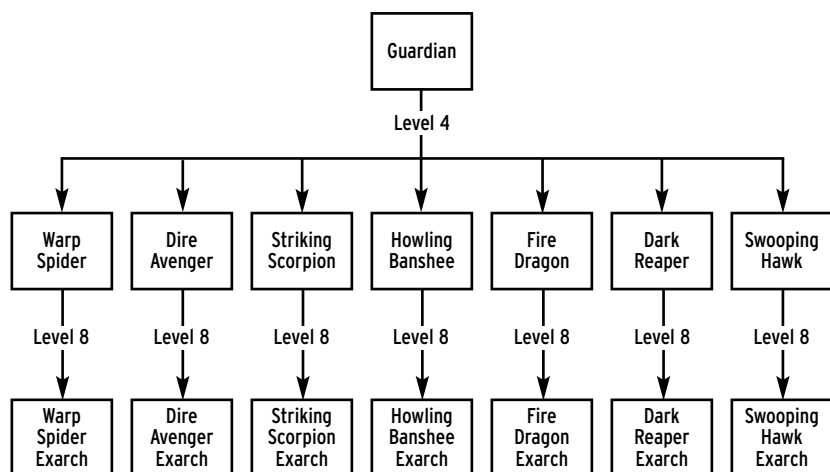 Guardian
Level 4
Warp
Spider
Dire
Avenger
Striking
Scorpion
Howling
Banshee
Fire
Dragon
Dark
Reaper
Swooping
Hawk
Level 8
Level 8
Level 8
Level 8
Level 8
Level 8
Level 8
Warp
Spider
Exarch
Dire
Avenger
Exarch
Striking
Scorpion
Exarch
Howling
Banshee
Exarch
Fire
Dragon
Exarch
Dark
Reaper
Exarch
Swooping
Hawk
Exarch